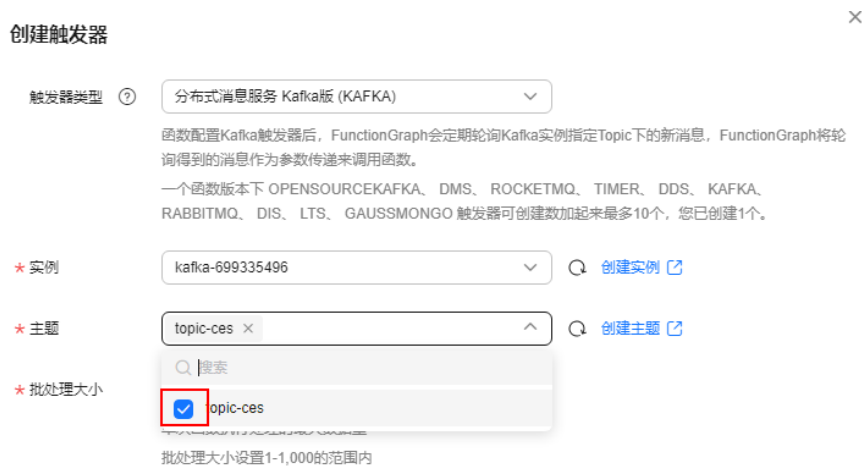 创建触发器
触发器类型
分布式消息服务 Kafka版 (KAFKA)
函数配置Kafka触发器后，FunctionGraph会定期轮询Kafka实例指定Topic下的新消息，FunctionGraph将轮
询得到的消息作为参数传递来调用函数。
一个函数版本下 OPENSOURCEKAFKA、 DMS、 ROCKETMQ、 TIMER、 DDS、 KAFKA、
RABBITMQ、 DIS、 LTS、 GAUSSMONGO 触发器可创建数加起来最多10个，您已创建1个。
* 实例 kafka-699335496 创建实例
* 主题 topic-ces × 创建主题
搜索
* 批处理大小
topic-ces
批处理大小设置1-1,000的范围内